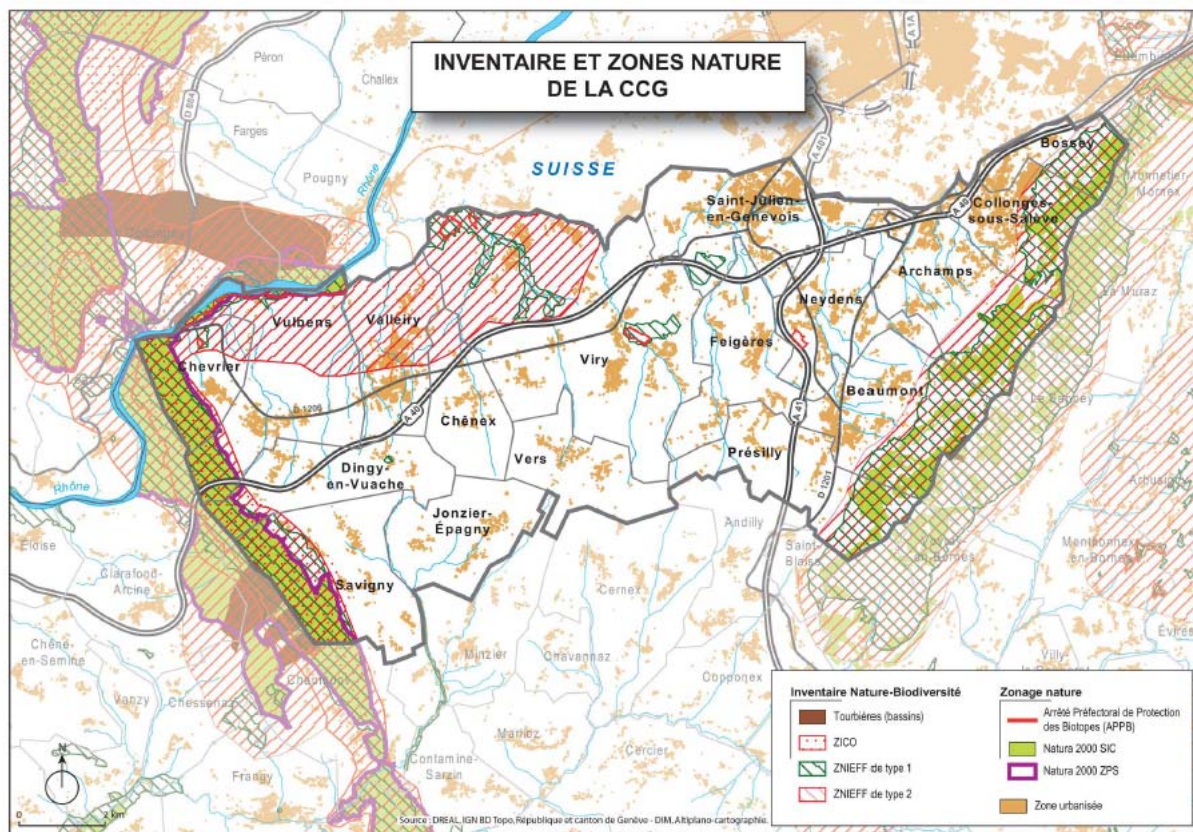 INVENTAIRE ET ZONES NATURE
DE LA CCG
Péron
Challex
D 884
Farges
Pougny
Rhône
SUISSE
A 401
A 1A
Bossey
Monnetier-
Mornex
Saint-Julien-
en-Genevois
A 40
Collonges-
sous-Salève
Archamps
La Muraz
Vulbens
Valleiry
Neydens
Viry
Feigères
Chevrier
Beaumont
Le Sappey
D 1206
A 40
Chênex
A 41
Vers
Présilly
Dingy-
en-Vuache
D 1201
Rhône
Jonzier-
Épagny
Andilly
Saint-
Blaise
Arbusigny
Éloise
Clarafond-
Arcine
Savigny
Cernex
Menthonnex
-en-Bornes
Évires
Chêne-
en-Semine
Minzier
Chavannaz
Vanzy
Chessenaz
Chaumont
Marlioz
Copponex
Contamine-
Sarzin
Cercier
Frangy
N
0
2 km
Inventaire Nature-Biodiversité
Tourbières (bassins)
ZICO
ZNIEFF de type 1
ZNIEFF de type 2
Zonage nature
Arrêté Préfectoral de Protection
des Biotopes (APPB)
Natura 2000 SIC
Natura 2000 ZPS
Zone urbanisée
Source : DREAL, IGN BD Topo, République et canton de Genève - DIM, Altiplano-cartographie.